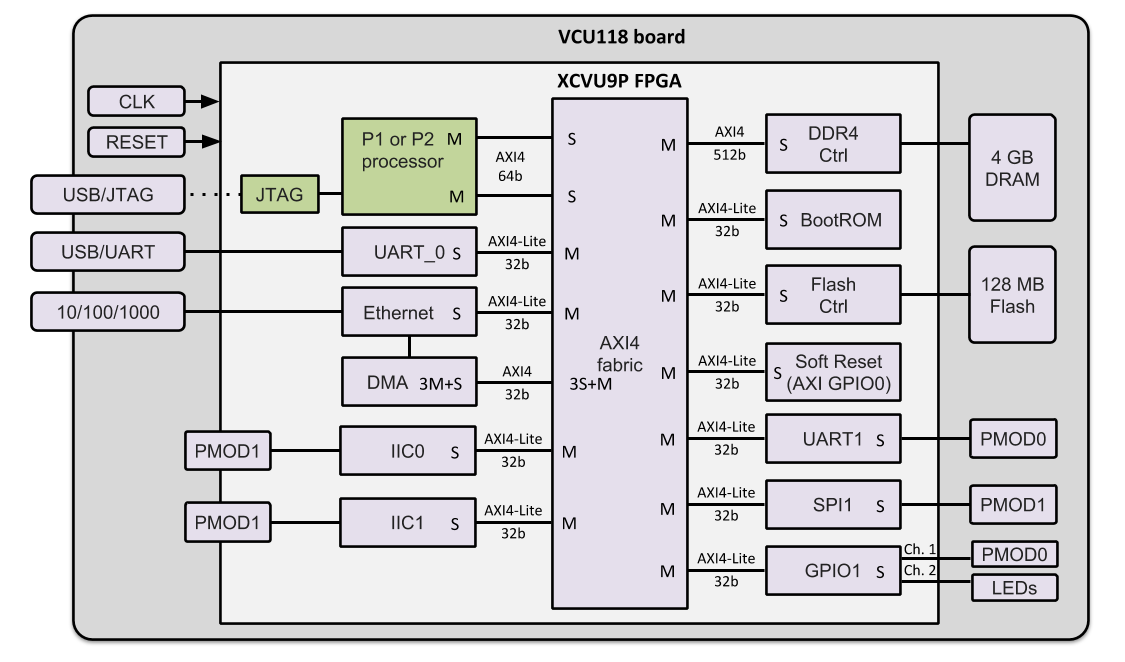 VCU118 board
XCVU9P FPGA
CLK
RESET
USB/JTAG
JTAG
P1 or P2 M
processor
M
AXI4
64b
S
S
USB/UART
UART_0 S
AXI4-Lite
32b
M
10/100/1000
Ethernet S
AXI4-Lite
32b
M
DMA 3M+S
AXI4
32b
3S+M
PMOD1
IIC0 S
AXI4-Lite
32b
M
PMOD1
IIC1 S
AXI4-Lite
32b
M
AXI4
fabric
M
AXI4
512b
S DDR4
Ctrl
4 GB
DRAM
M
AXI4-Lite
32b
S BootROM
M
AXI4-Lite
32b
S Flash
Ctrl
128 MB
Flash
M
AXI4-Lite
32b
S Soft Reset
(AXI GPIO0)
M
AXI4-Lite
32b
UART1 S
PMOD0
M
AXI4-Lite
32b
SPI1 S
PMOD1
M
AXI4-Lite
32b
GPIO1 S
Ch. 1
Ch. 2
PMOD0
LEDs